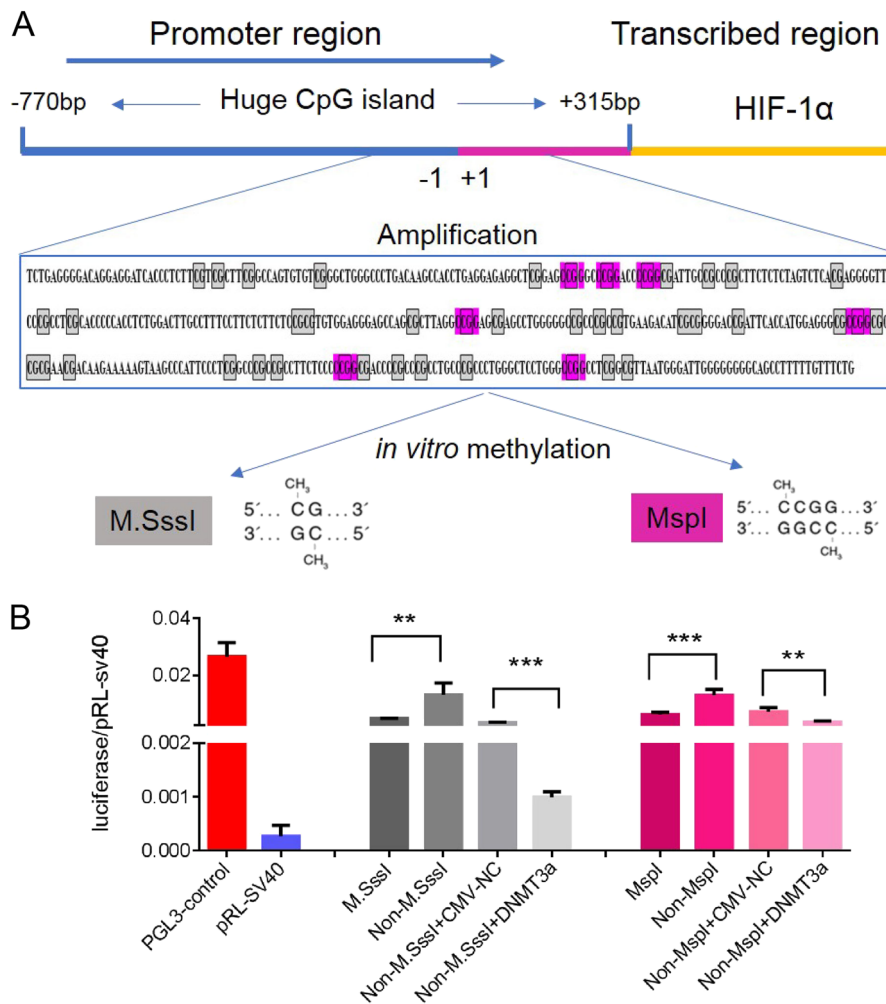 A
Promoter region Transcribed region
-770bp Huge CpG island +315bp
HIF-1α
-1 +1
Amplification
in vitro methylation
M.SssI
CH₃
5´... CG...3´
3´... GC...5´
CH₃
MspI
CH₃
5´... CCGG...3´
3´... GGCC...5´
CH₃
B
luciferase/pRL-sv40
0.04
0.02
0.002
0.001
0.000
**
***
***
**
PGL3-control
pRL-SV40
M.SssI
Non-M.SssI
Non-M.SssI+CMV-NC
Non-M.SssI+DNMT3a
MspI
Non-MspI
Non-MspI+CMV-NC
Non-MspI+DNMT3a